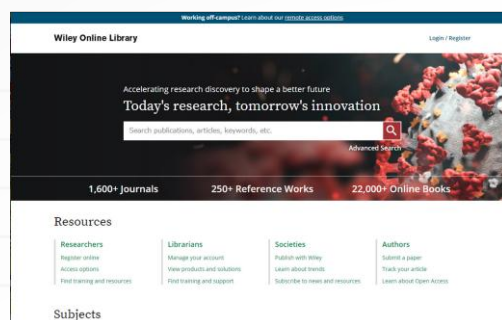 Working off-campus? Learn about our remote access options
Wiley Online Library
Login / Register
Accelerating research discovery to shape a better future
Today's research, tomorrow's innovation
Search publications, articles, keywords, etc.
Advanced Search
1,600+ Journals 250+ Reference Works 22,000+ Online Books
Resources
Researchers
Register online
Access options
Find training and resources
Librarians
Manage your account
View products and solutions
Find training and support
Societies
Publish with Wiley
Learn about trends
Subscribe to news and resources
Authors
Submit a paper
Track your article
Learn about Open Access
Subjects